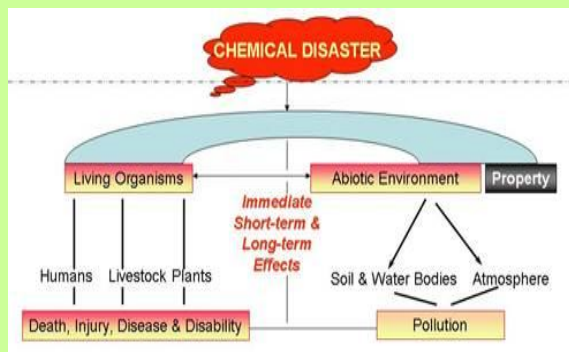 CHEMICAL DISASTER
Living Organisms
Abiotic Environment
Property
Immediate
Short-term &
Long-term
Effects
Humans
Livestock
Plants
Soil & Water Bodies
Atmosphere
Death, Injury, Disease & Disability
Pollution